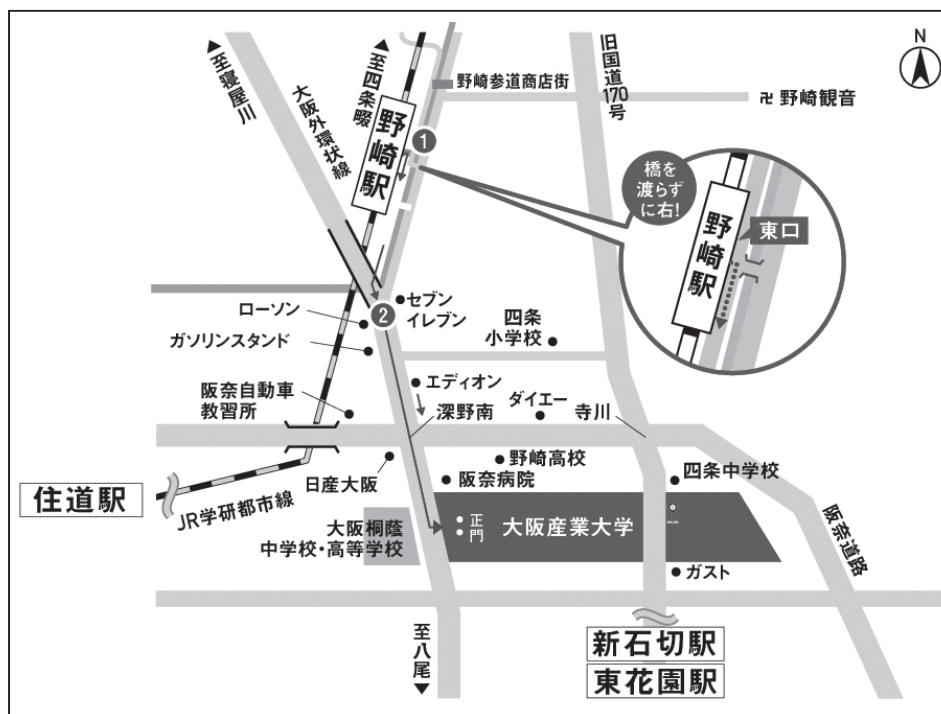 N
▲至寝屋川
大阪外環状線
▲至四条畷
野崎駅
1
野崎参道商店街
旧国道170号
卍 野崎観音
橋を
渡らず
に右!
野崎駅
東口
2
セブン
イレブン
ローソン
ガソリンスタンド
四条
小学校
エディオン
阪奈自動車
教習所
深野南
ダイエー
寺川
野崎高校
日産大阪
阪奈病院
四条中学校
住道駅
JR学研都市線
大阪桐蔭
中学校・高等学校
正門
大阪産業大学
阪奈道路
ガスト
至八尾▼
新石切駅
東花園駅